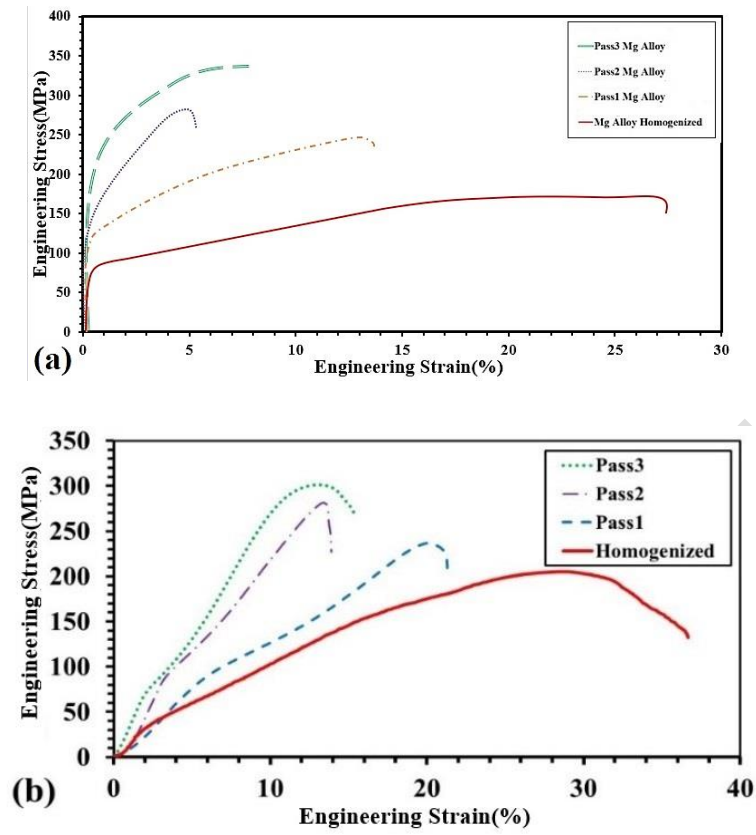 400
350
300
250
200
150
100
50
0
Engineering Stress(MPa)
Pass3 Mg Alloy
Pass2 Mg Alloy
Pass1 Mg Alloy
Mg Alloy Homogenized
0 5 10 15 20 25 30
(a)
Engineering Strain(%)
350
300
250
200
150
100
50
0
Engineering Stress(MPa)
Pass3
Pass2
Pass1
Homogenized
0 10 20 30 40
(b)
Engineering Strain(%)